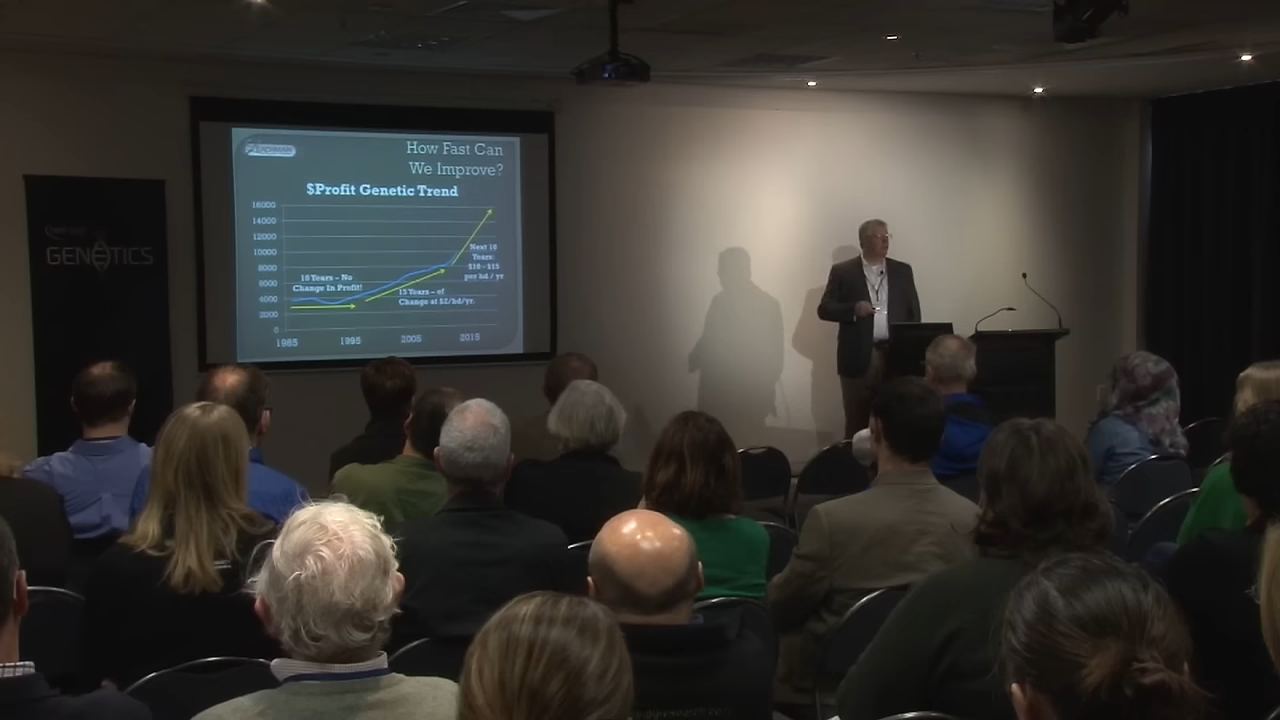 How Fast Can
We Improve?
$Profit Genetic Trend
16000
14000
12000
10000
8000
6000
4000
2000
0
1985
1995
2005
2015
10 Years – No
Change In Profit!
15 Years – of
Change at $2/hd/yr.
Next 10
Years:
$10-$15
per hd / yr
GENETICS